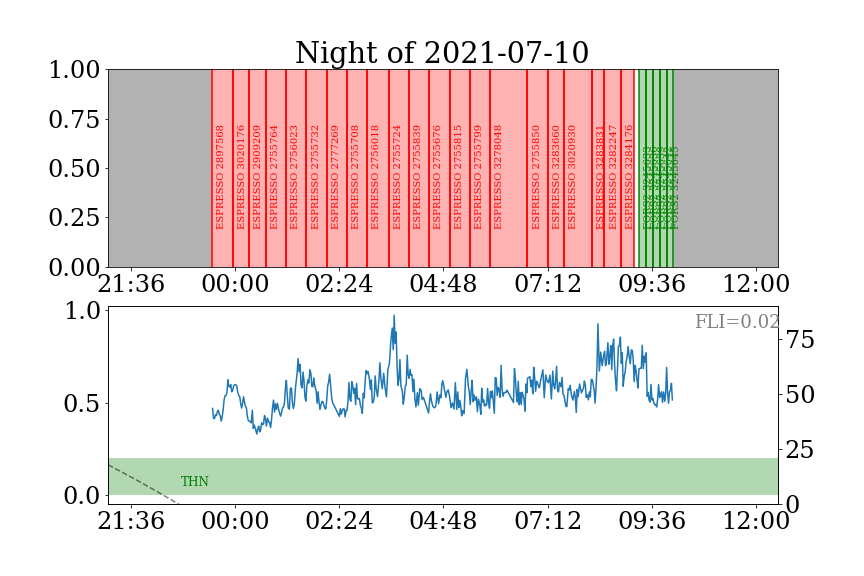 Night of 2021-07-10
1.00
0.75
0.50
0.25
0.00
ESPRESSO 2897568
ESPRESSO 3020176
ESPRESSO 2909209
ESPRESSO 2755764
ESPRESSO 2756023
ESPRESSO 2755732
ESPRESSO 2777269
ESPRESSO 2755708
ESPRESSO 2756018
ESPRESSO 2755724
ESPRESSO 2755839
ESPRESSO 2755676
ESPRESSO 2755815
ESPRESSO 2755799
ESPRESSO 3278048
ESPRESSO 2755850
ESPRESSO 3283660
ESPRESSO 3020930
ESPRESSO 3283831
ESPRESSO 3282247
ESPRESSO 3284176
21:36 00:00 02:24 04:48 07:12 09:36 12:00
1.0
0.5
0.0
FLI=0.02
75
50
25
0
THN
21:36 00:00 02:24 04:48 07:12 09:36 12:00